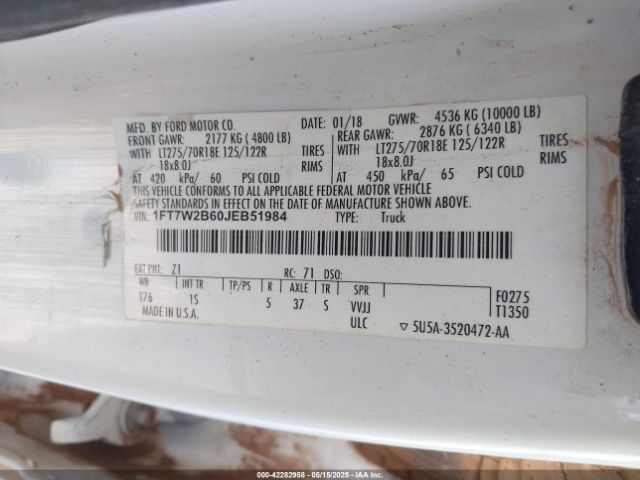 MFD. BY FORD MOTOR CO.
DATE: 01/18 GVWR: 4536 KG (10000 LB)
FRONT GAWR: 2177 KG (4800 LB)
REAR GAWR: 2876 KG (6340 LB)
WITH LT275/70R18E 125/122R TIRES
WITH LT275/70R18E 125/122R TIRES
18x8.0J RIMS
18x8.0J RIMS
AT 420 kPa/ 60 PSI COLD
AT 450 kPa/ 65 PSI COLD
THIS VEHICLE CONFORMS TO ALL APPLICABLE FEDERAL MOTOR VEHICLE
SAFETY STANDARDS IN EFFECT ON THE DATE OF MANUFACTURE SHOWN ABOVE.
VIN: 1FT7W2B60JEB51984 TYPE: Truck
EXT PNT: Z1 RC: 71 DSO:
WB INT TR TP/PS R AXLE TR SPR
176 1S 5 37 S VVJJ
F0275
T1350
MADE IN U.S.A. ULC ▽ 5U5A-3520472-AA
000-42282958 - 05/15/2025 - IAAI.COM